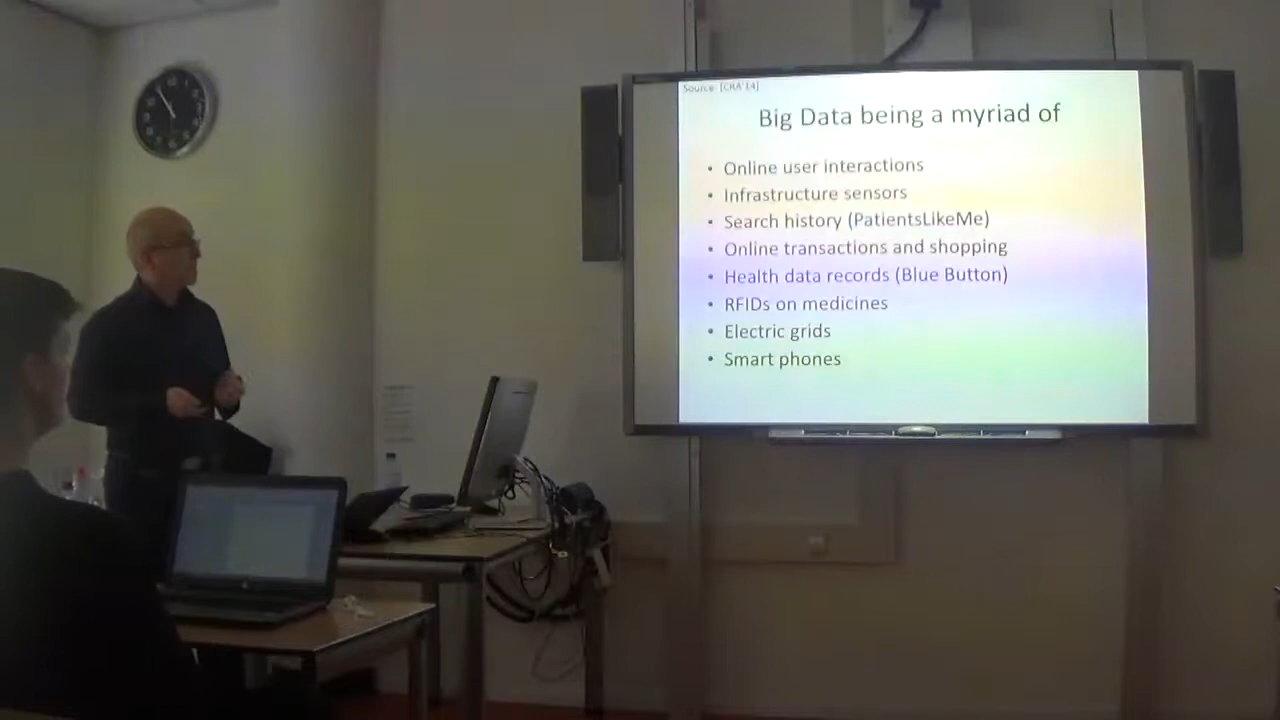 Source: [CRA'14]
Big Data being a myriad of
• Online user interactions
• Infrastructure sensors
• Search history (PatientsLikeMe)
• Online transactions and shopping
• Health data records (Blue Button)
• RFIDs on medicines
• Electric grids
• Smart phones